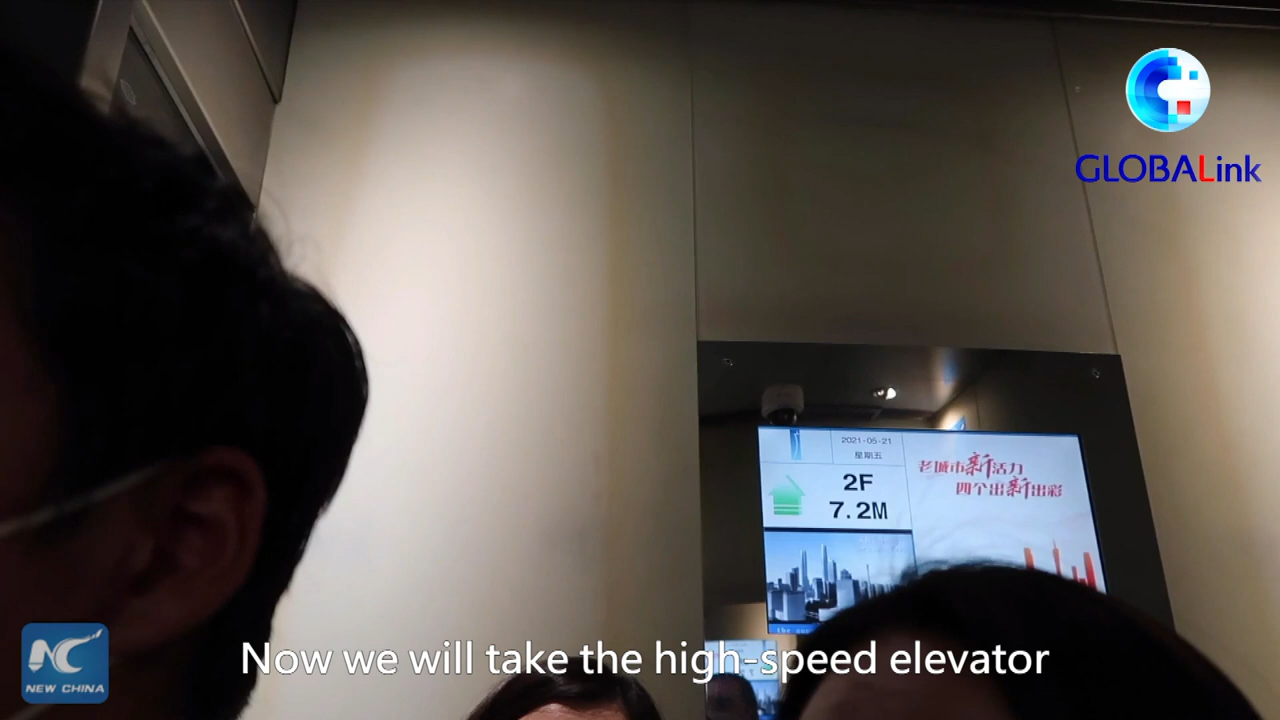 GLOBALink
2021-05-21
星期五
2F
7.2M
老城市新活力
四个出新出彩
Now we will take the high-speed elevator
NEW CHINA